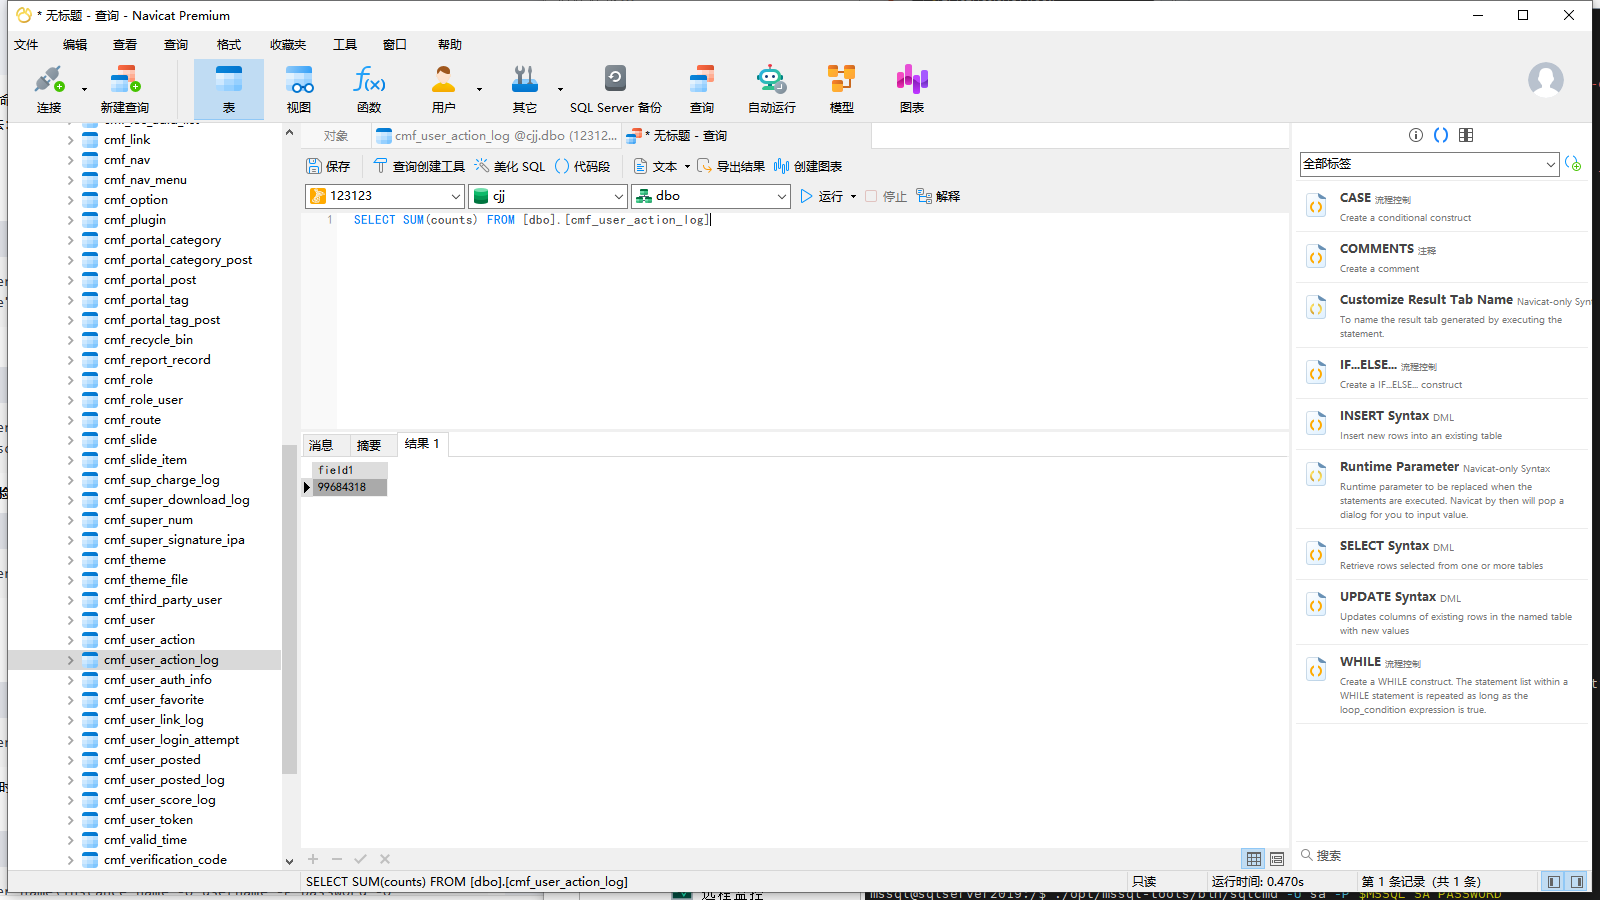 * 无标题 - 查询 - Navicat Premium
文件 编辑 查看 查询 格式 收藏夹 工具 窗口 帮助
连接 新建查询 表 视图 函数 用户 其它 SQL Server 备份 查询 自动运行 模型 图表
对象 cmf_user_action_log @cjj.dbo (12312... * 无标题 - 查询
保存 查询创建工具 美化 SQL 代码段 文本 导出结果 创建图表
123123 cjj dbo 运行 停止 解释
1 SELECT SUM(counts) FROM [dbo].[cmf_user_action_log]
cmf_link
cmf_nav
cmf_nav_menu
cmf_option
cmf_plugin
cmf_portal_category
cmf_portal_category_post
cmf_portal_post
cmf_portal_tag
cmf_portal_tag_post
cmf_recycle_bin
cmf_report_record
cmf_role
cmf_role_user
cmf_route
cmf_slide
cmf_slide_item
cmf_sup_charge_log
cmf_super_download_log
cmf_super_num
cmf_super_signature_ipa
cmf_theme
cmf_theme_file
cmf_third_party_user
cmf_user
cmf_user_action
cmf_user_action_log
cmf_user_auth_info
cmf_user_favorite
cmf_user_link_log
cmf_user_login_attempt
cmf_user_posted
cmf_user_posted_log
cmf_user_score_log
cmf_user_token
cmf_valid_time
cmf_verification_code
消息 摘要 结果 1
field1
99684318
全部标签
CASE 流程控制
Create a conditional construct
COMMENTS 注释
Create a comment
Customize Result Tab Name Navicat-only Syn
To name the result tab generated by executing the
statement.
IF...ELSE... 流程控制
Create a IF...ELSE... construct
INSERT Syntax DML
Insert new rows into an existing table
Runtime Parameter Navicat-only Syntax
Runtime parameter to be replaced when the
statements are executed. Navicat by then will pop a
dialog for you to input value.
SELECT Syntax DML
Retrieve rows selected from one or more tables
UPDATE Syntax DML
Updates columns of existing rows in the named table
with new values
WHILE 流程控制
Create a WHILE construct. The statement list within a
WHILE statement is repeated as long as the
loop_condition expression is true.
搜索
SELECT SUM(counts) FROM [dbo].[cmf_user_action_log] 只读 运行时间: 0.470s 第 1 条记录 (共 1 条)
远程监控
mssql@sqlserver2019:/$ ./opt/mssql-tools/bin/sqlcmd -U sa -P $MSSQL_SA_PASSWORD